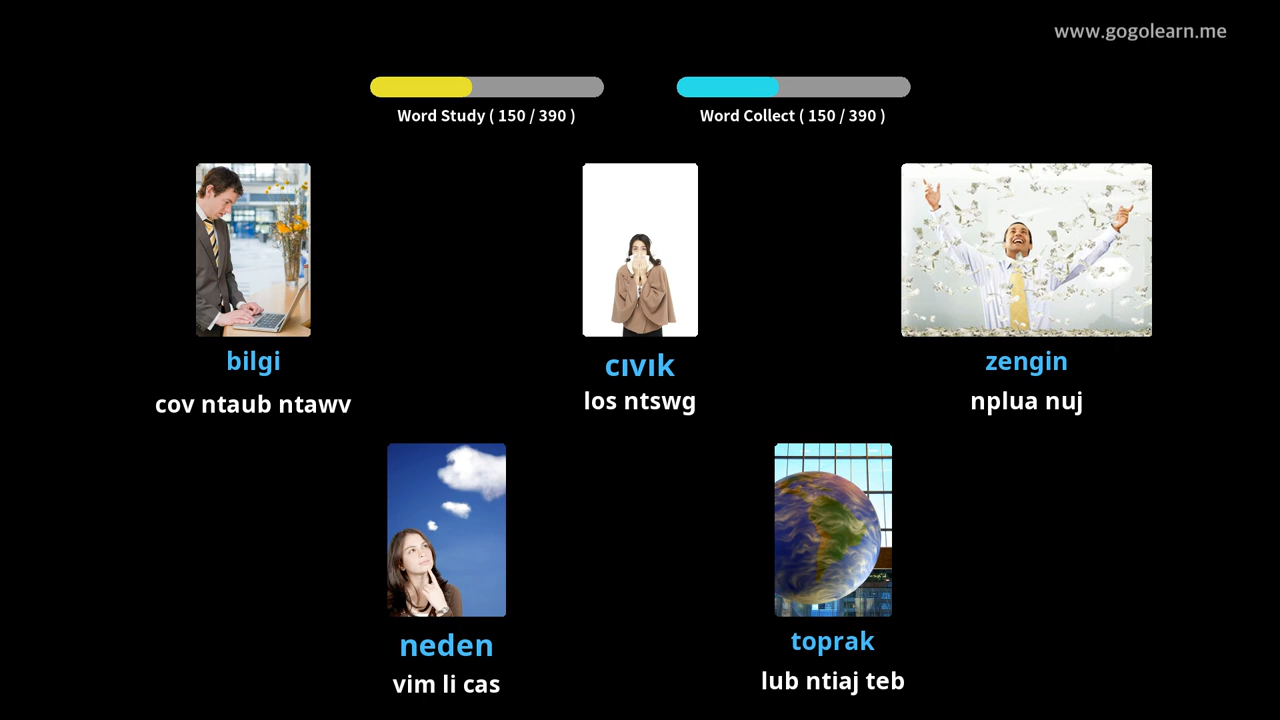 www.gogolearn.me
Word Study ( 150 / 390 )
Word Collect ( 150 / 390 )
bilgi
cıvık
zengin
cov ntaub ntawv
los ntswg
nplua nuj
neden
toprak
vim li cas
lub ntiaj teb